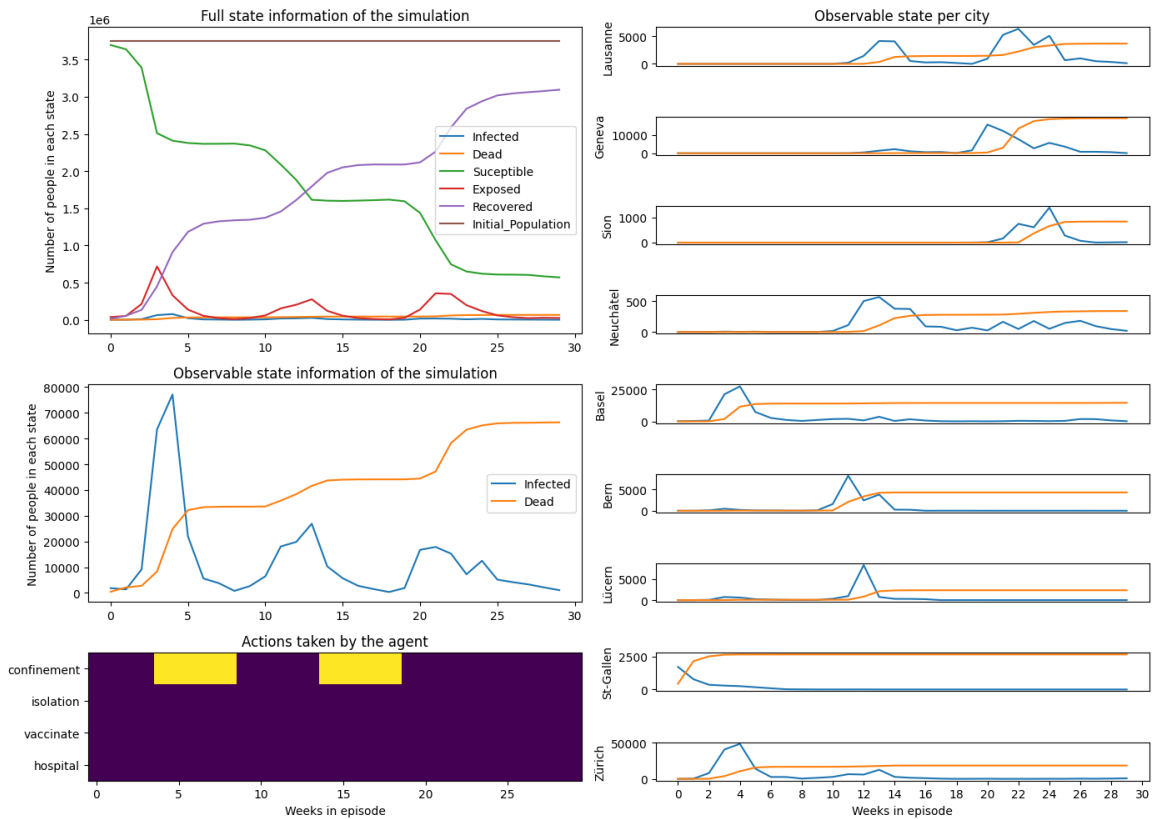 Full state information of the simulation
1e6
Number of people in each state
3.5
3.0
2.5
2.0
1.5
1.0
0.5
0.0
Infected
Dead
Suceptible
Exposed
Recovered
Initial_Population
0 5 10 15 20 25 30
Observable state information of the simulation
Number of people in each state
80000
70000
60000
50000
40000
30000
20000
10000
0
Infected
Dead
0 5 10 15 20 25 30
Actions taken by the agent
confinement
isolation
vaccinate
hospital
0 5 10 15 20 25
Weeks in episode
Observable state per city
Lausanne
5000
0
Geneva
10000
0
Sion
1000
0
Neuchâtel
500
0
Basel
25000
0
Bern
5000
0
Lücern
5000
0
St-Gallen
2500
0
Zürich
50000
0
0 2 4 6 8 10 12 14 16 18 20 22 24 26 28 30
Weeks in episode